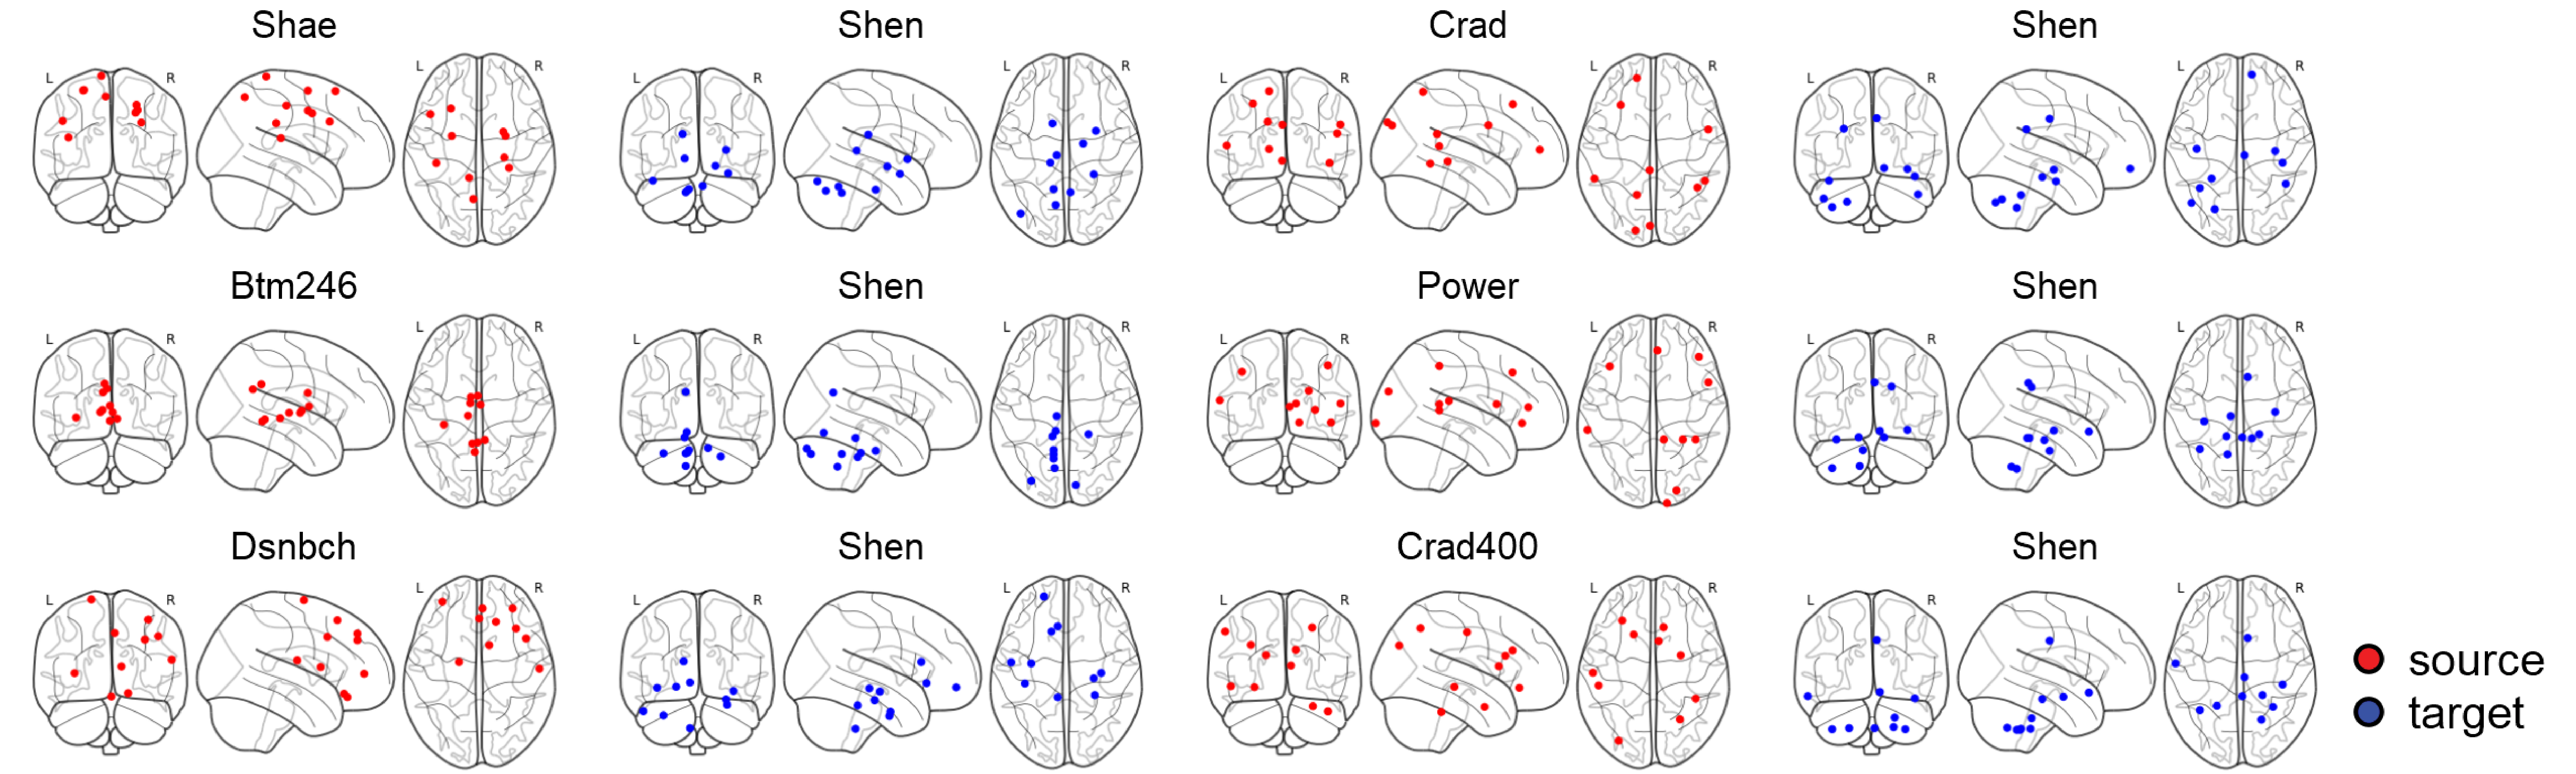 Shae Shen Crad Shen
L R L R L R L R L R L R L R L R
Btm246 Shen Power Shen
L R L R L R L R L R L R L R L R
Dsnbch Shen Crad400 Shen
L R L R L R L R L R L R L R L R
source
target